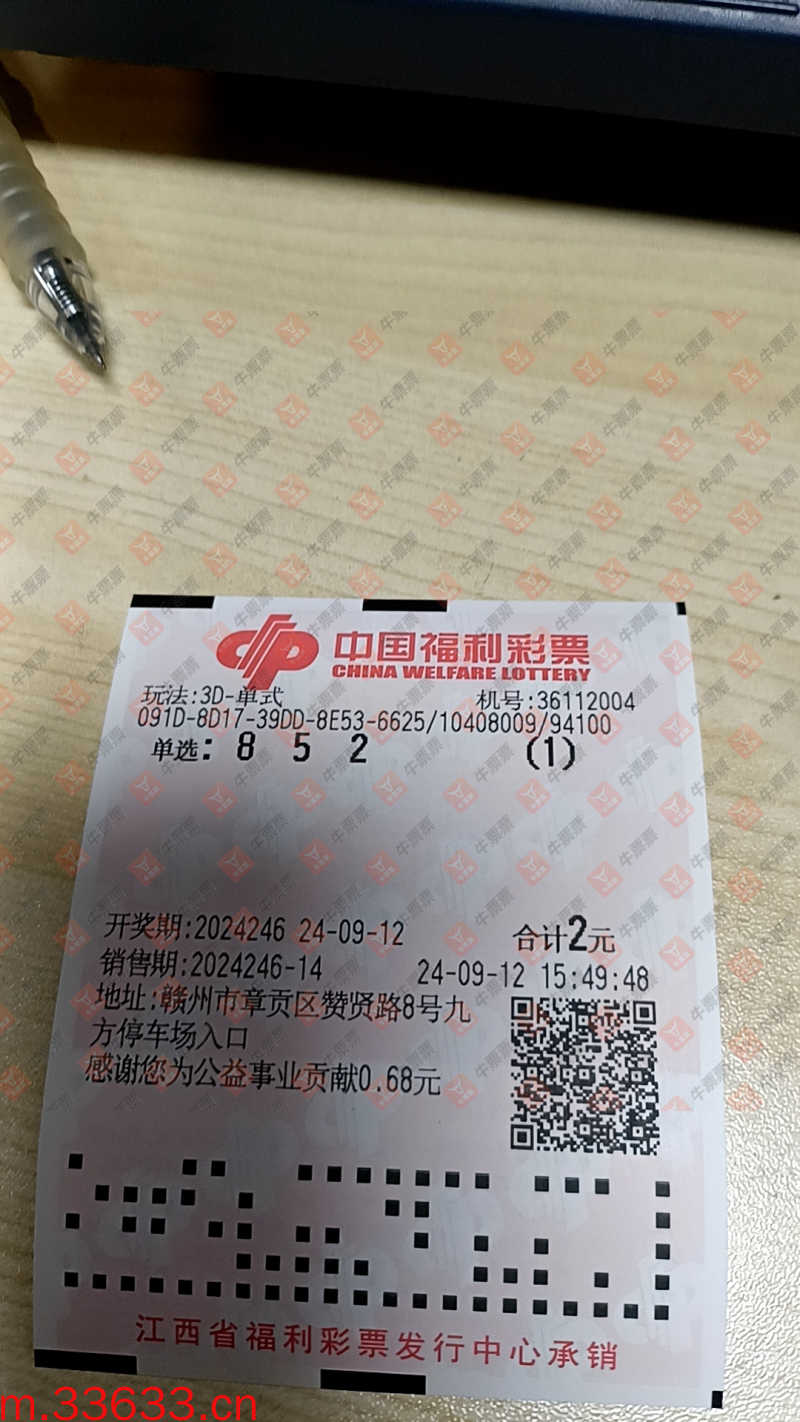 中国福利彩票
CHINA WELFARE LOTTERY
玩法:3D-单式 机号:36112004
091D-8D17-39DD-8E53-6625/10408009/94100
单选: 8 5 2 (1)
开奖期:2024246 24-09-12 合计2元
销售期:2024246-14 24-09-12 15:49:48
地址:赣州市章贡区赞贤路8号九
方停车场入口
感谢您为公益事业贡献0.68元
江西省福利彩票发行中心承销
m.33633.cn
牛票票